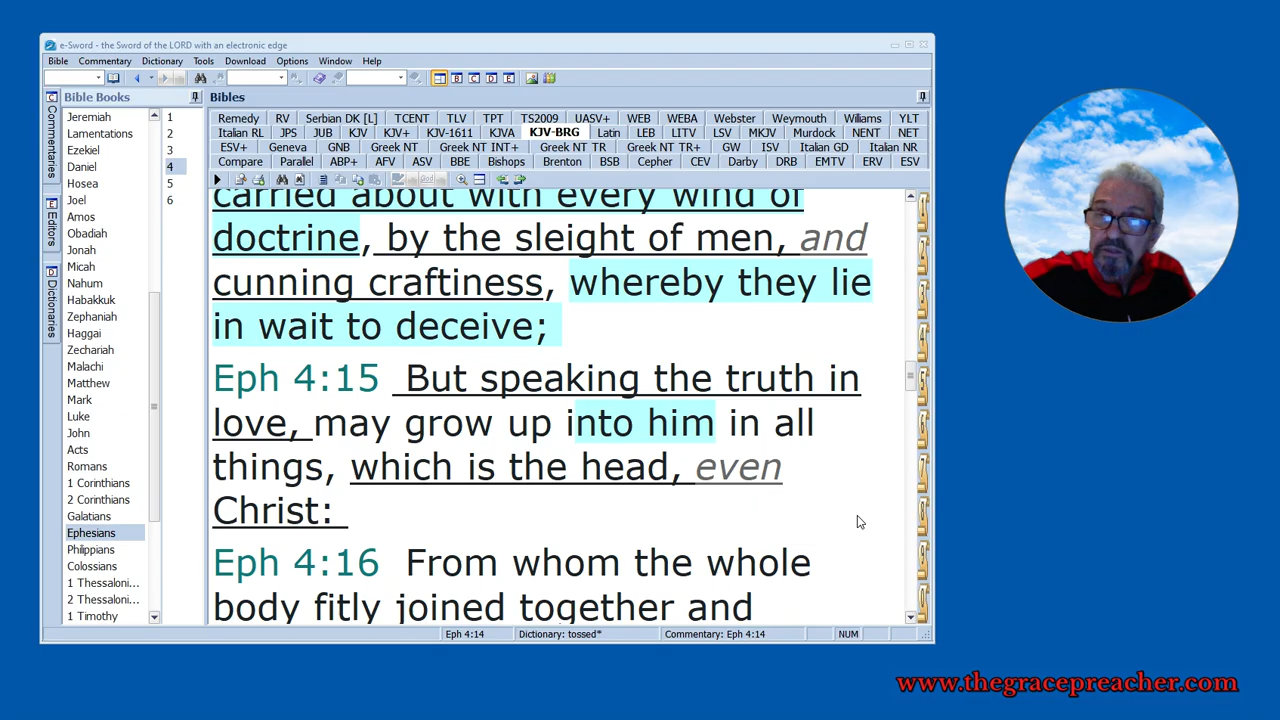 e-Sword - the Sword of the LORD with an electronic edge
Bible Commentary Dictionary Tools Download Options Window Help
B C D E
Bible Books
Bibles
Commentaries
Editors
Dictionaries
Jeremiah
Lamentations
Ezekiel
Daniel
Hosea
Joel
Amos
Obadiah
Jonah
Micah
Nahum
Habakkuk
Zephaniah
Haggai
Zechariah
Malachi
Matthew
Mark
Luke
John
Acts
Romans
1 Corinthians
2 Corinthians
Galatians
Ephesians
Philippians
Colossians
1 Thessaloni...
2 Thessaloni...
1 Timothy
1
2
3
4
5
6
Remedy RV Serbian DK [L] TCENT TLV TPT TS2009 UASV+ WEB WEBA Webster Weymouth Wiliams YLT
Italian RL JPS JUB KJV KJV+ KJV-1611 KJVA KJV-BRG Latin LEB LITV LSV MKJV Murdock NENT NET
ESV+ Geneva GNB Greek NT Greek NT INT+ Greek NT TR Greek NT TR+ GW ISV Italian GD Italian NR
Compare Parallel ABP+ AFV ASV BBE Bishops Brenton BSB Cepher CEV Darby DRB EMTV ERV ESV
carried about with every wind of
doctrine, by the sleight of men, and
cunning craftiness, whereby they lie
in wait to deceive;
Eph 4:15 But speaking the truth in
love, may grow up into him in all
things, which is the head, even
Christ:
Eph 4:16 From whom the whole
body fitly joined together and
Eph 4:14 Dictionary: tossed* Commentary: Eph 4:14 NUM
www.thegracepreacher.com